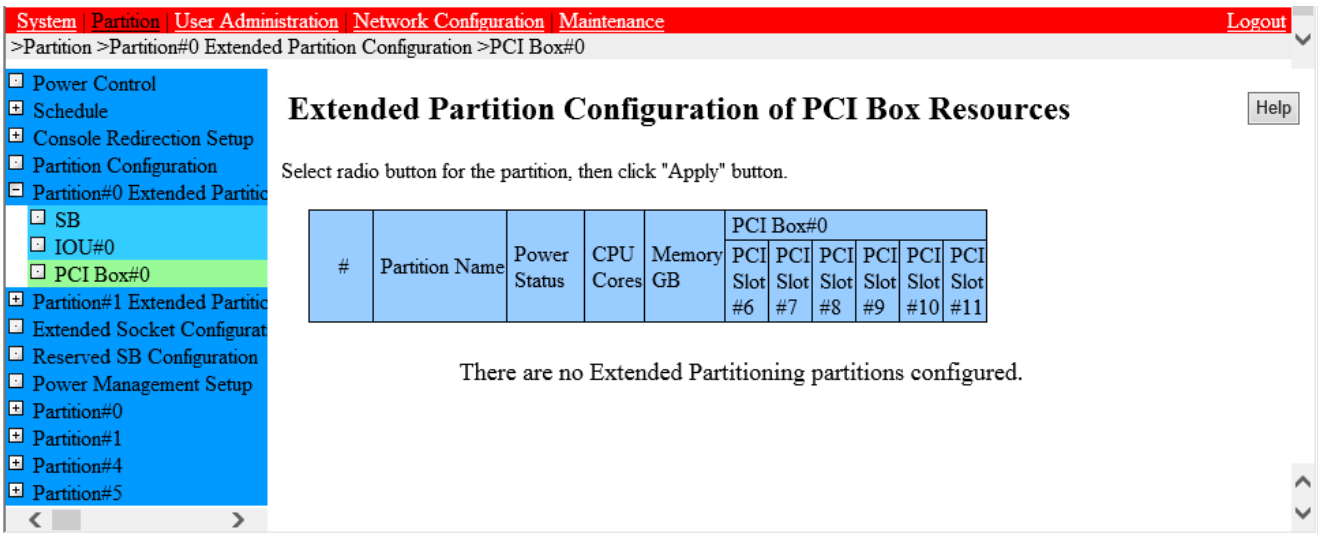 System | Partition | User Administration | Network Configuration | Maintenance Logout
>Partition >Partition#0 Extended Partition Configuration >PCI Box#0
Power Control
Schedule
Console Redirection Setup
Partition Configuration
Partition#0 Extended Partitic
SB
IOU#0
PCI Box#0
Partition#1 Extended Partitic
Extended Socket Configurat
Reserved SB Configuration
Power Management Setup
Partition#0
Partition#1
Partition#4
Partition#5
Extended Partition Configuration of PCI Box Resources
Help
Select radio button for the partition, then click "Apply" button.
# Partition Name Power Status CPU Cores Memory GB PCI Box#0
PCI Slot #6 PCI Slot #7 PCI Slot #8 PCI Slot #9 PCI Slot #10 PCI Slot #11
There are no Extended Partitioning partitions configured.